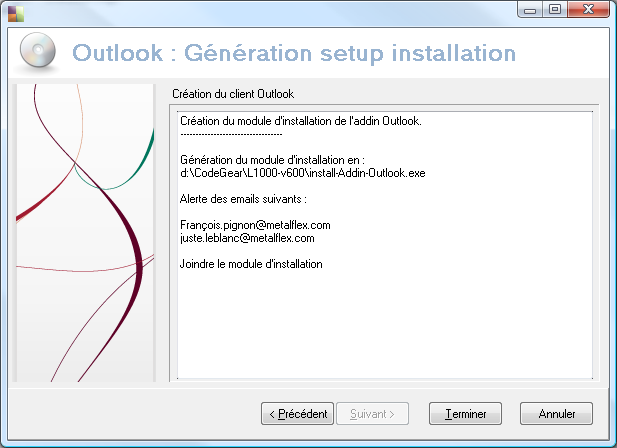 Outlook : Génération setup installation
Création du client Outlook
Création du module d'installation de l'addin Outlook.
----------------------------------
Génération du module d'installation en :
d:\CodeGear\L1000-v600\install-Addin-Outlook.exe
Alerte des emails suivants :
François.pignon@metalflex.com
juste.leblanc@metalflex.com
Joindre le module d'installation
< Précédent
Suivant >
Terminer
Annuler